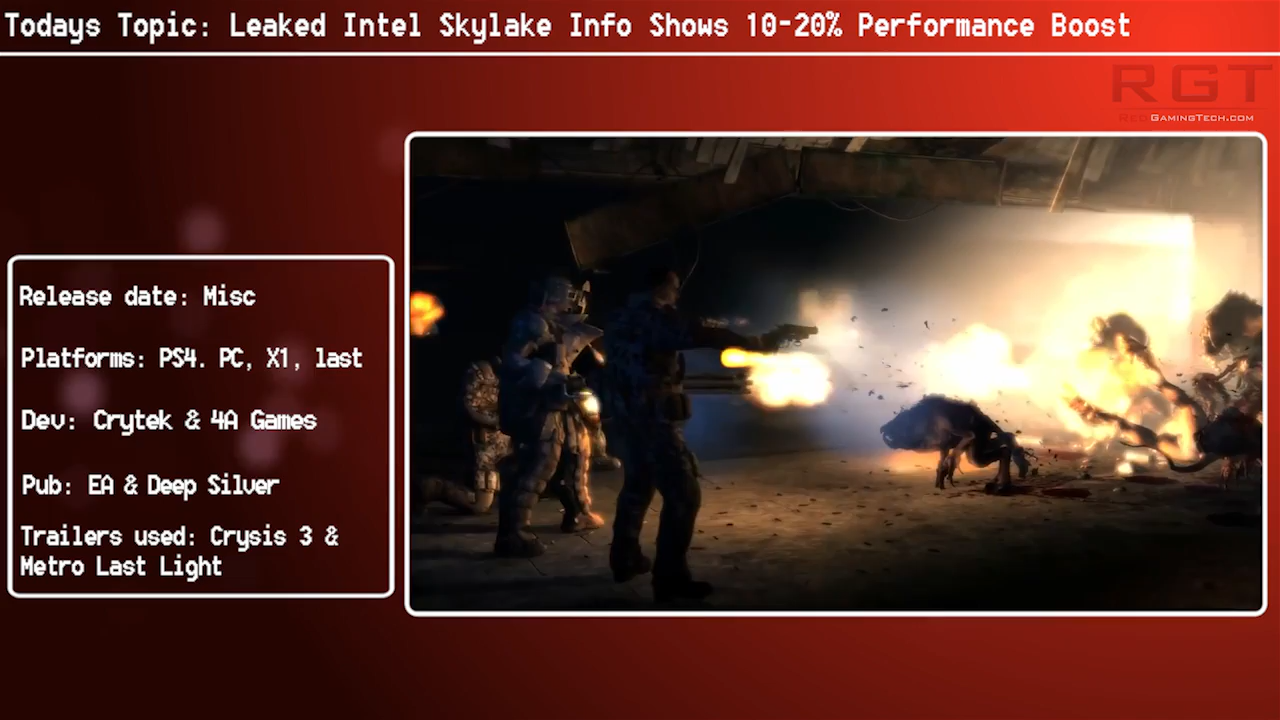 Todays Topic: Leaked Intel Skylake Info Shows 10-20% Performance Boost
RGT
REDGAMINGTECH.COM
Release date: Misc
Platforms: PS4. PC, X1, last
Dev: Crytek & 4A Games
Pub: EA & Deep Silver
Trailers used: Crysis 3 &
Metro Last Light